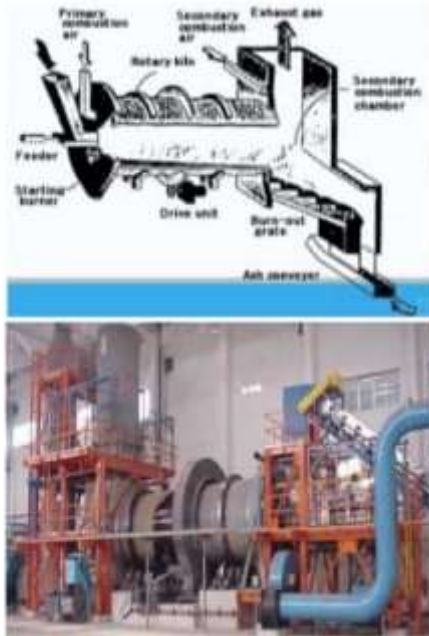 Primary
combustion
air
Secondary
combustion
air
Exhaust gas
Rotary kiln
Secondary
combustion
chamber
Feeder
Starting
burner
Drive unit
Burn-out
grate
Ash conveyer